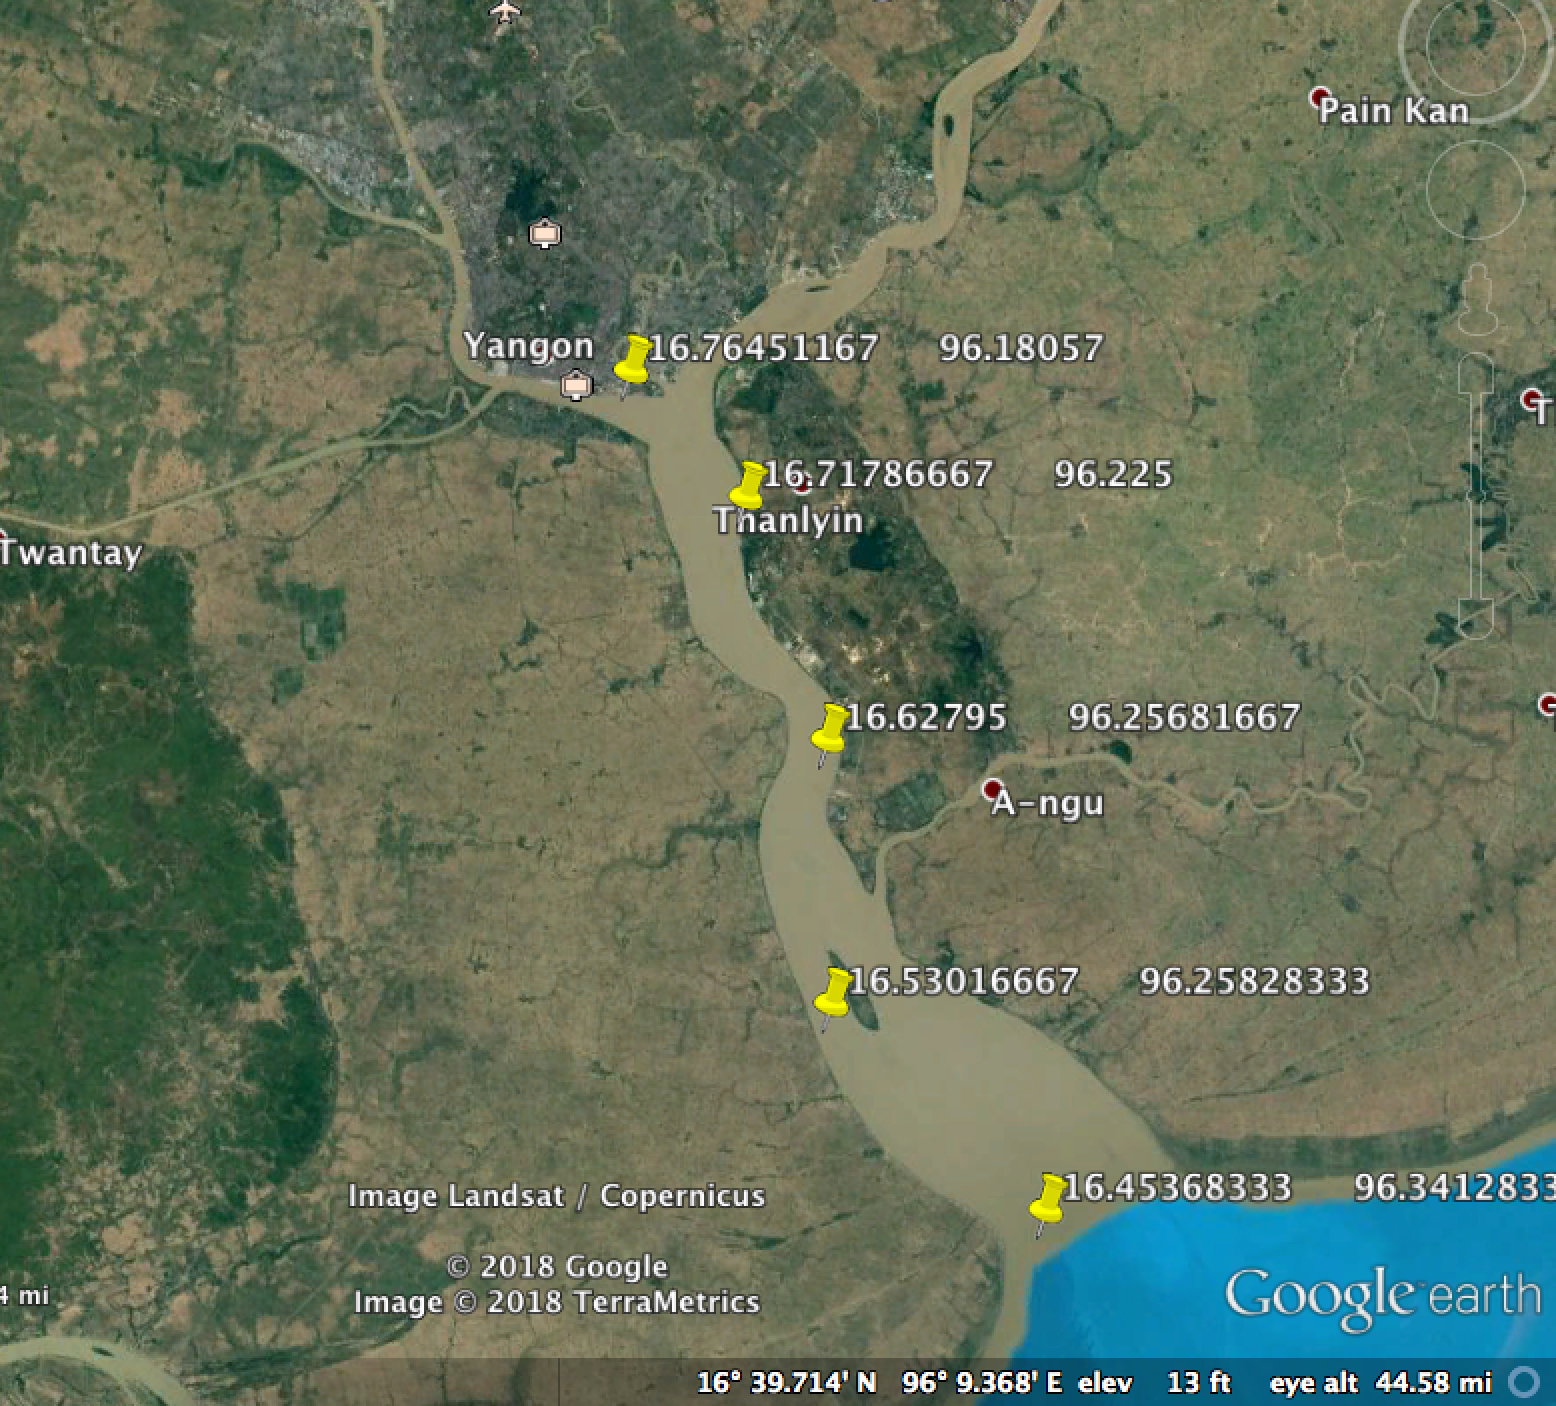 Pain Kan
Yangon
16.76451167 96.18057
T
16.71786667 96.225
Thanlyin
Twantay
16.62795 96.25681667
A-ngu
16.53016667 96.25828333
16.45368333 96.3412833
Image Landsat / Copernicus
© 2018 Google
4 mi
Image © 2018 TerraMetrics
Google earth
16° 39.714' N 96° 9.368' E elev 13 ft eye alt 44.58 mi